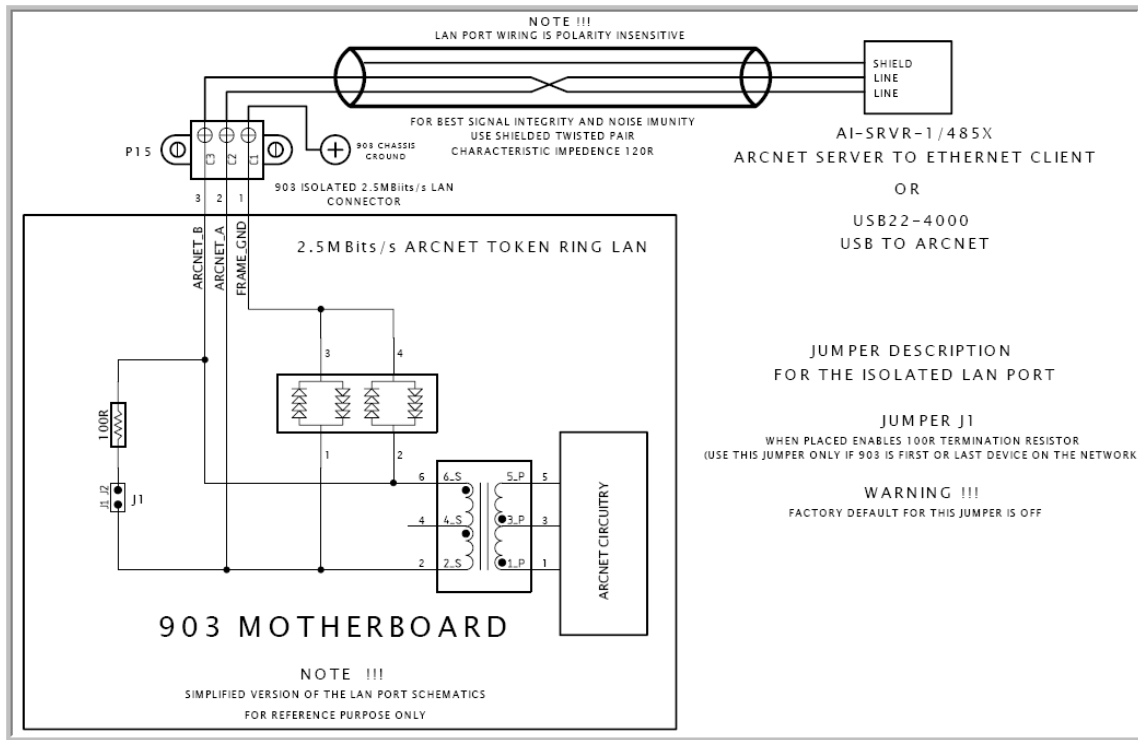 NOTE !!!
LAN PORT WIRING IS POLARITY INSENSITIVE
SHIELD
LINE
LINE
FOR BEST SIGNAL INTEGRITY AND NOISE IMUNITY
USE SHIELDED TWISTED PAIR
CHARACTERISTIC IMPEDENCE 120R
AI-SRVR-1/485X
ARCNET SERVER TO ETHERNET CLIENT
OR
USB22-4000
USB TO ARCNET
P15
C3
C2
C1
903 CHASSIS
GROUND
903 ISOLATED 2.5MBiits/s LAN
CONNECTOR
3
2
1
ARCNET_B
ARCNET_A
FRAME_GND
2.5MBits/s ARCNET TOKEN RING LAN
3
4
1
2
100R
J1
J2
J1
6
4
2
6_S
4_S
2_S
5_P
3_P
1_P
5
3
1
ARCNET CIRCUITRY
903 MOTHERBOARD
NOTE !!!
SIMPLIFIED VERSION OF THE LAN PORT SCHEMATICS
FOR REFERENCE PURPOSE ONLY
JUMPER DESCRIPTION
FOR THE ISOLATED LAN PORT
JUMPER J1
WHEN PLACED ENABLES 100R TERMINATION RESISTOR
(USE THIS JUMPER ONLY IF 903 IS FIRST OR LAST DEVICE ON THE NETWORK
WARNING !!!
FACTORY DEFAULT FOR THIS JUMPER IS OFF